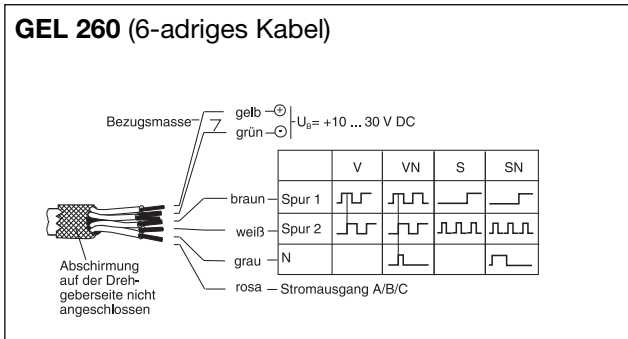 GEL 260 (6-adriges Kabel)
gelb
Bezugsmasse
UB= +10 ... 30 V DC
grün
V VN S SN
braun Spur 1
weiß Spur 2
grau N
rosa Stromausgang A/B/C
Abschirmung
auf der Dreh-
geberseite nicht
angeschlossen